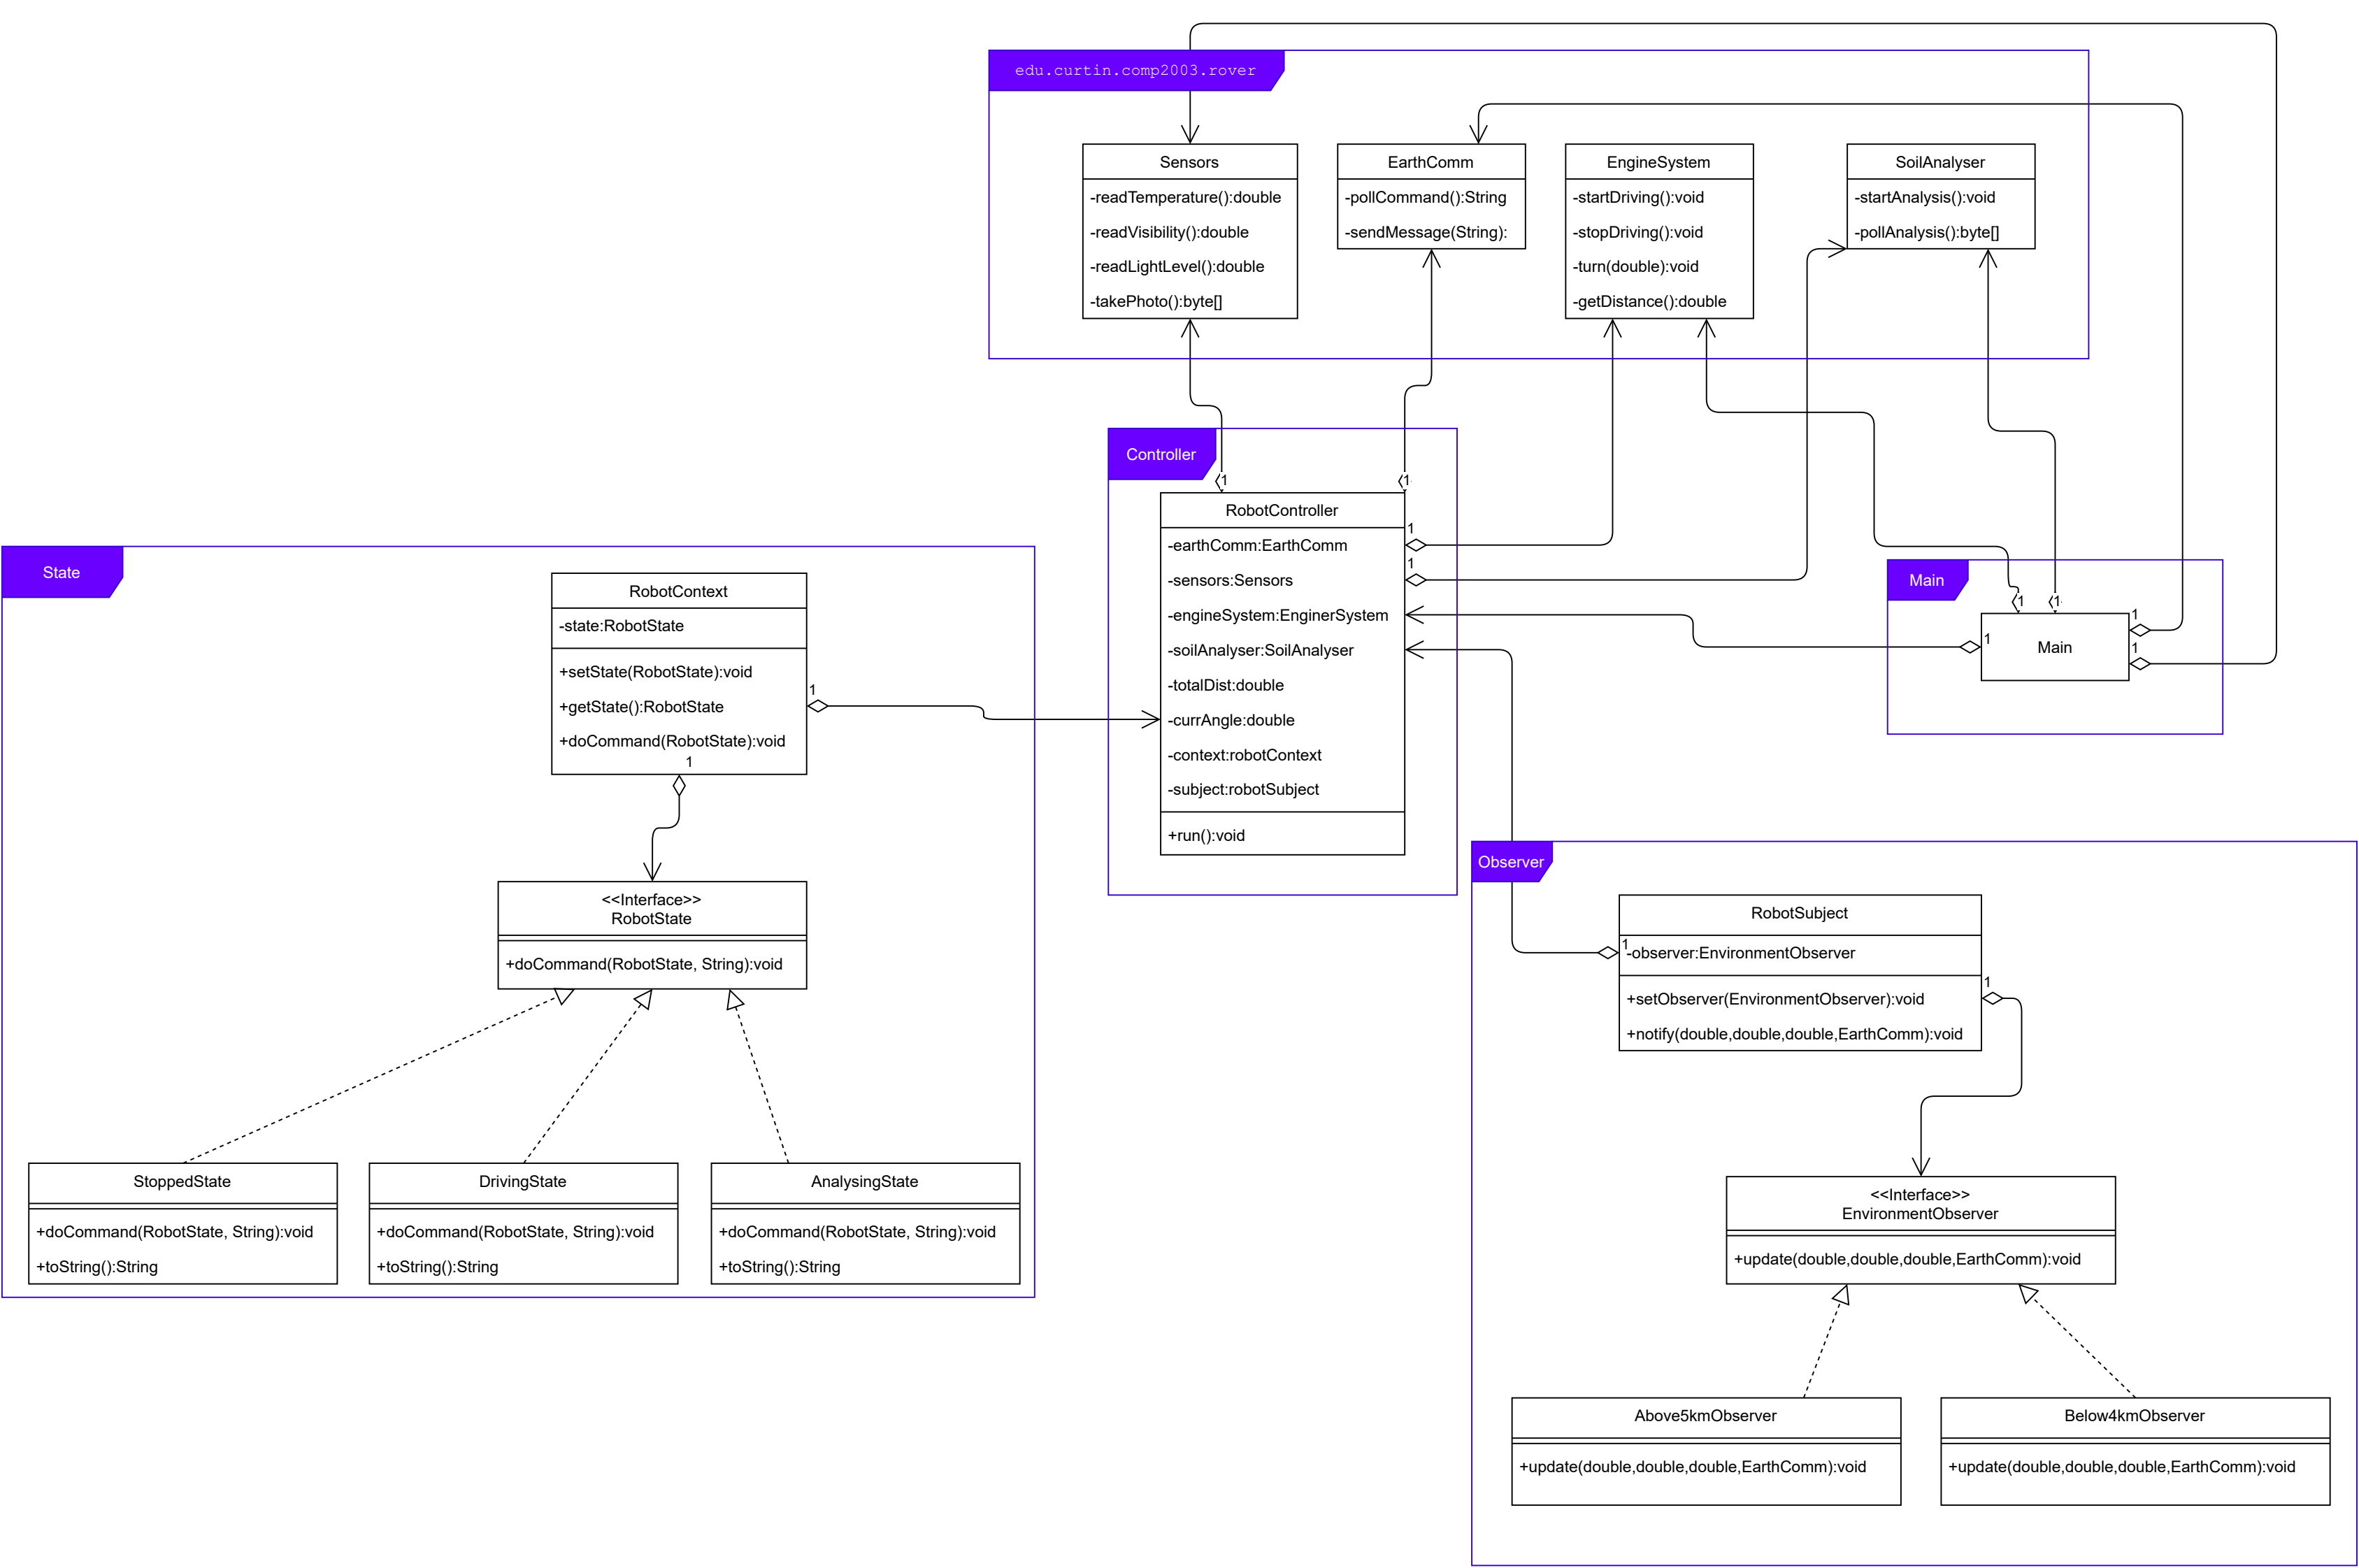 edu.curtin.comp2003.rover
Sensors
-readTemperature():double
-readVisibility():double
-readLightLevel():double
-takePhoto():byte[]
EarthComm
-pollCommand():String
-sendMessage(String):
EngineSystem
-startDriving():void
-stopDriving():void
-turn(double):void
-getDistance():double
SoilAnalyser
-startAnalysis():void
-pollAnalysis():byte[]
Controller
1
1
RobotController
-earthComm:EarthComm
-sensors:Sensors
-engineSystem:EnginerSystem
-soilAnalyser:SoilAnalyser
-totalDist:double
-currAngle:double
-context:robotContext
-subject:robotSubject
+run():void
1
1
Main
1
1
1
Main
1
1
State
RobotContext
-state:RobotState
+setState(RobotState):void
+getState():RobotState
+doCommand(RobotState):void
1
1
<<Interface>>
RobotState
+doCommand(RobotState, String):void
StoppedState
+doCommand(RobotState, String):void
+toString():String
DrivingState
+doCommand(RobotState, String):void
+toString():String
AnalysingState
+doCommand(RobotState, String):void
+toString():String
Observer
RobotSubject
1
-observer:EnvironmentObserver
+setObserver(EnvironmentObserver):void
+notify(double,double,double,EarthComm):void
1
<<Interface>>
EnvironmentObserver
+update(double,double,double,EarthComm):void
Above5kmObserver
+update(double,double,double,EarthComm):void
Below4kmObserver
+update(double,double,double,EarthComm):void